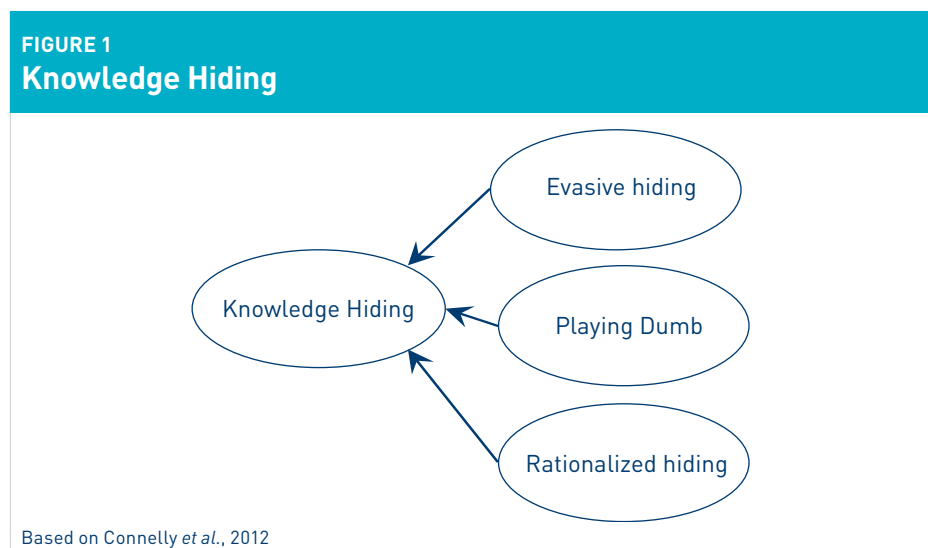 FIGURE 1
Knowledge Hiding
Evasive hiding
Knowledge Hiding
Playing Dumb
Rationalized hiding
Based on Connelly et al., 2012